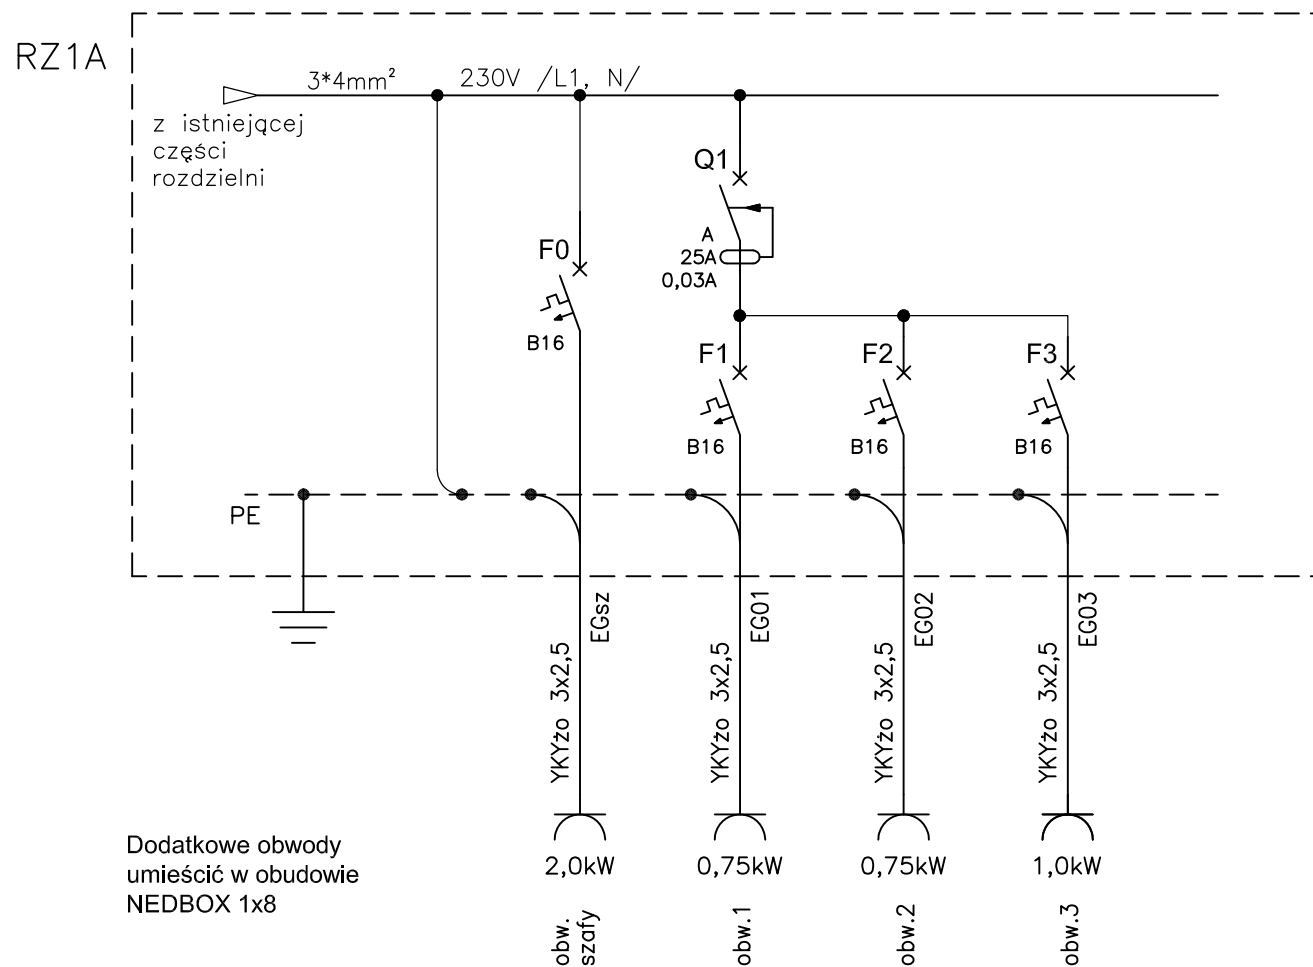 RZ1A
3*4mm²
230V /L1, N/
z istniejącej
części
rozdzielni
Q1
A
25A
0,03A
F0
B16
F1
B16
F2
B16
F3
B16
PE
EGsz
YKYżo 3x2,5
EG01
YKYżo 3x2,5
EG02
YKYżo 3x2,5
EG03
YKYżo 3x2,5
2,0kW
0,75kW
0,75kW
1,0kW
obw.
szafy
obw.1
obw.2
obw.3
Dodatkowe obwody
umieścić w obudowie
NEDBOX 1x8